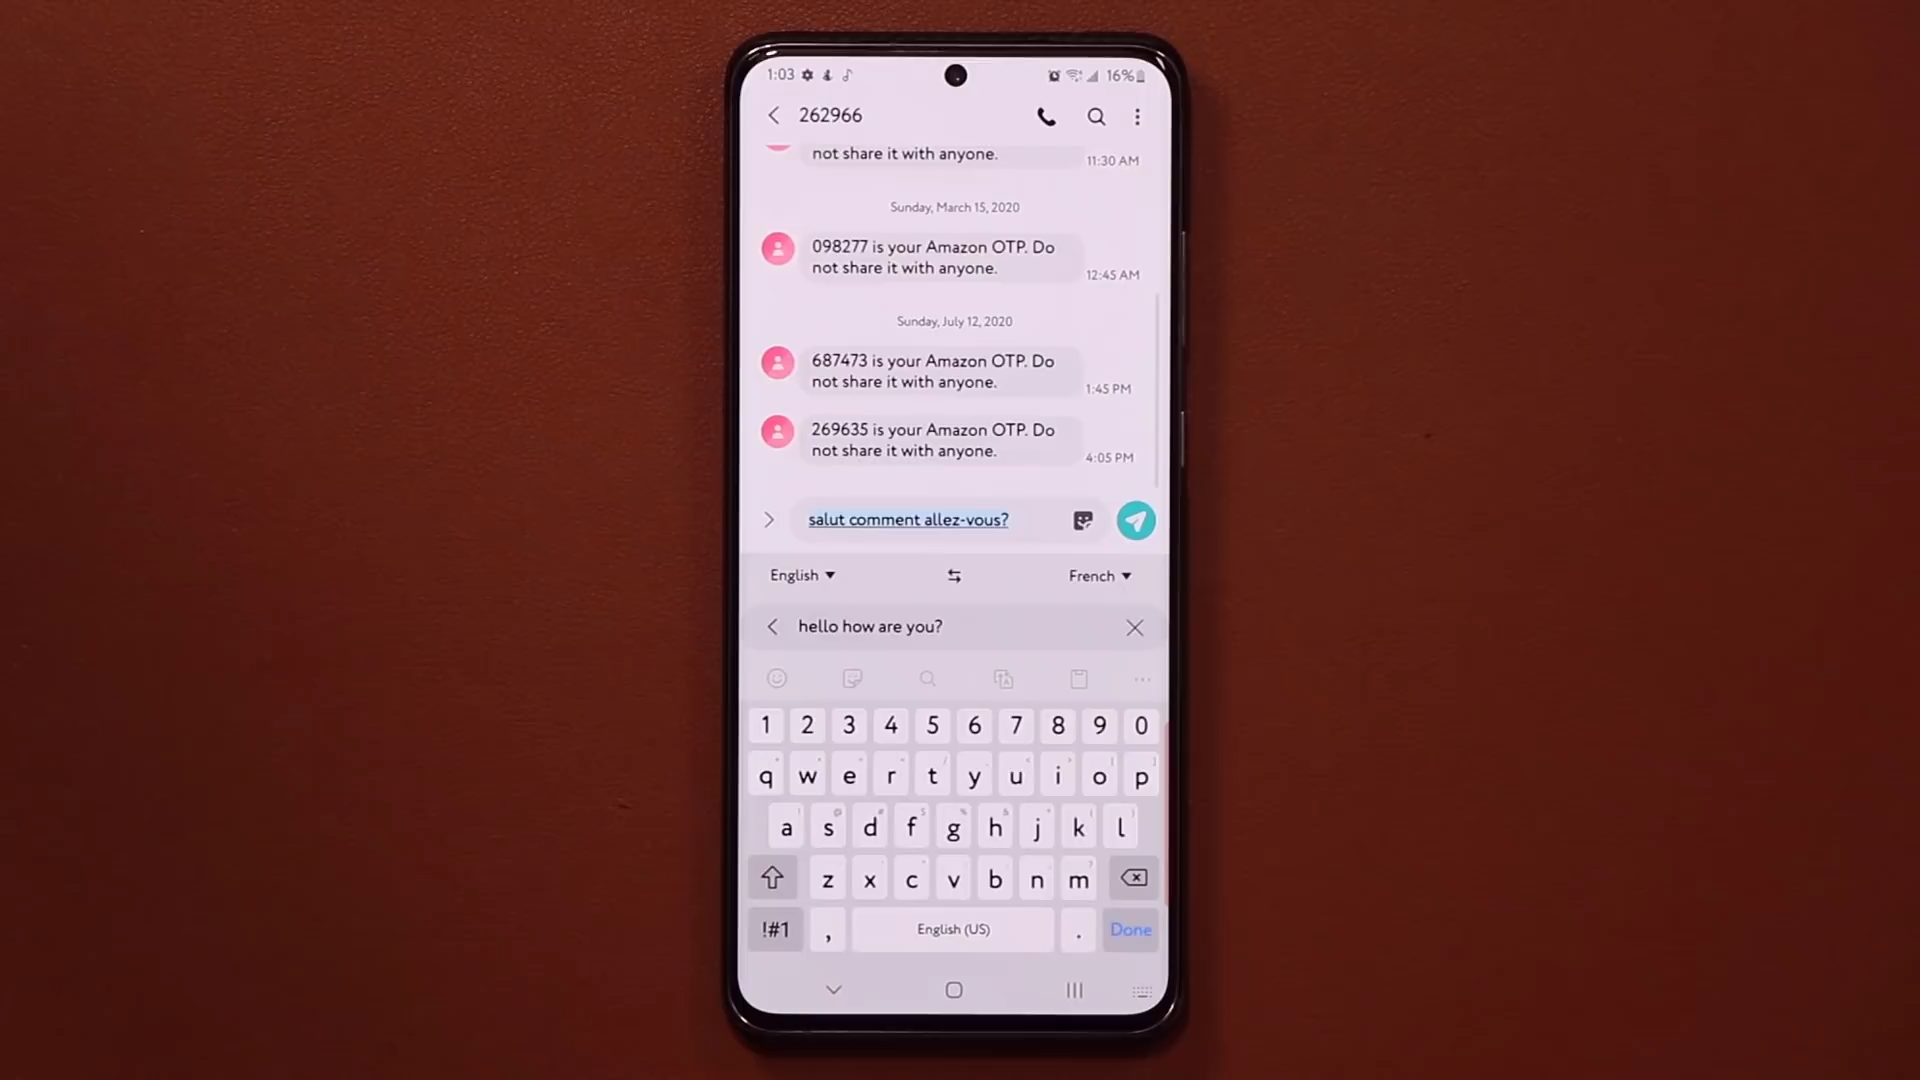 1:03 16%
262966
not share it with anyone.
11:30 AM
Sunday, March 15, 2020
098277 is your Amazon OTP. Do
not share it with anyone.
12:45 AM
Sunday, July 12, 2020
687473 is your Amazon OTP. Do
not share it with anyone.
1:45 PM
269635 is your Amazon OTP. Do
not share it with anyone.
4:05 PM
salut comment allez-vous?
English French
hello how are you?
1 2 3 4 5 6 7 8 9 0
q w e r t y u i o p
a s d f g h j k l
z x c v b n m
!#1 , English (US) . Done